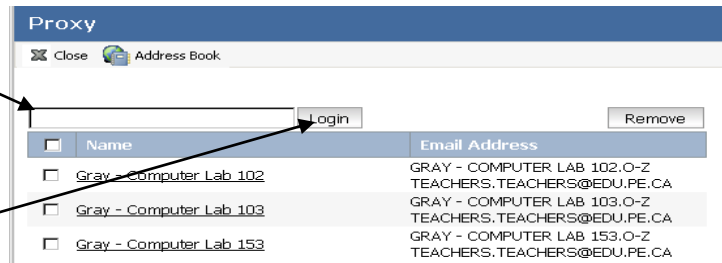 Proxy
Close Address Book
Login Remove
Name Email Address
Gray - Computer Lab 102 GRAY - COMPUTER LAB 102.O-Z
TEACHERS.TEACHERS@EDU.PE.CA
Gray - Computer Lab 103 GRAY - COMPUTER LAB 103.O-Z
TEACHERS.TEACHERS@EDU.PE.CA
Gray - Computer Lab 153 GRAY - COMPUTER LAB 153.O-Z
TEACHERS.TEACHERS@EDU.PE.CA